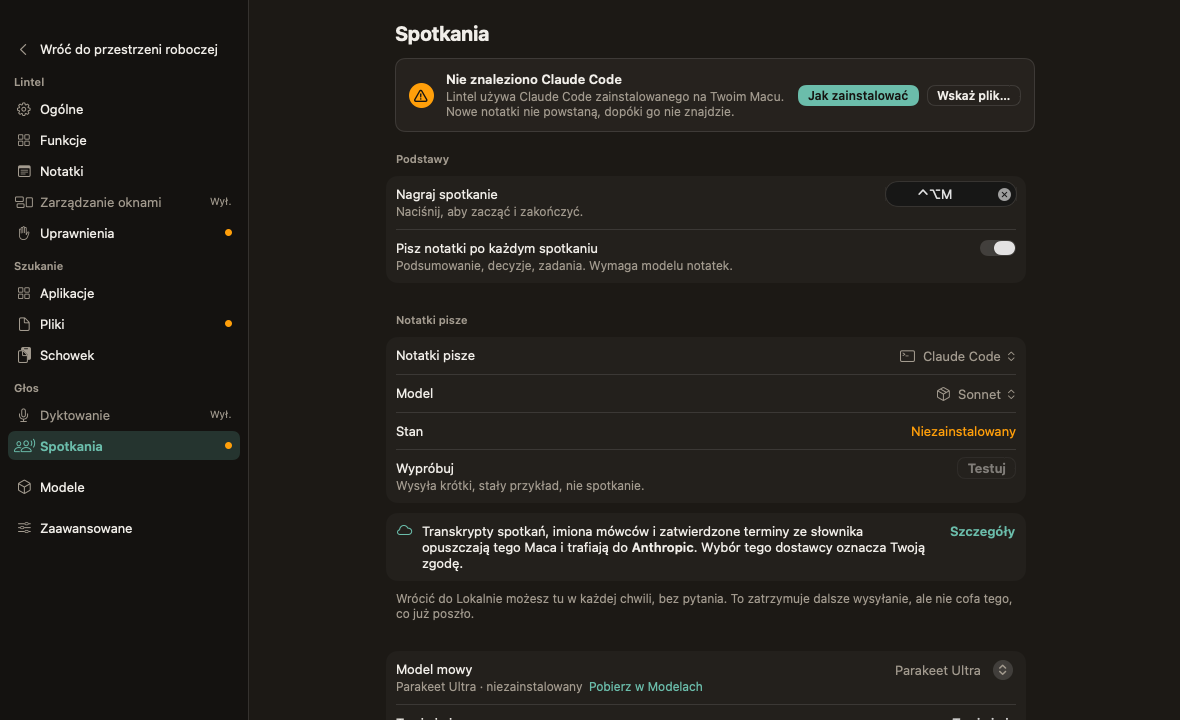 Wróć do przestrzeni roboczej
Lintel
Ogólne
Funkcje
Notatki
Zarządzanie oknami
Wył.
Uprawnienia
Szukanie
Aplikacje
Pliki
Schowek
Głos
Dyktowanie
Wył.
Spotkania
Modele
Zaawansowane
Spotkania
Nie znaleziono Claude Code
Lintel używa Claude Code zainstalowanego na Twoim Macu.
Nowe notatki nie powstaną, dopóki go nie znajdzie.
Jak zainstalować
Wskaż plik...
Podstawy
Nagraj spotkanie
Naciśnij, aby zacząć i zakończyć.
^⌥M
Pisz notatki po każdym spotkaniu
Podsumowanie, decyzje, zadania. Wymaga modelu notatek.
Notatki pisze
Notatki pisze
Claude Code
Model
Sonnet
Stan
Niezainstalowany
Wypróbuj
Wysyła krótki, stały przykład, nie spotkanie.
Testuj
Transkrypty spotkań, imiona mówców i zatwierdzone terminy ze słownika
opuszczają tego Maca i trafiają do Anthropic. Wybór tego dostawcy oznacza Twoją
zgodę.
Szczegóły
Wrócić do Lokalnie możesz tu w każdej chwili, bez pytania. To zatrzymuje dalsze wysyłanie, ale nie cofa tego,
co już poszło.
Model mowy
Parakeet Ultra · niezainstalowany Pobierz w Modelach
Parakeet Ultra